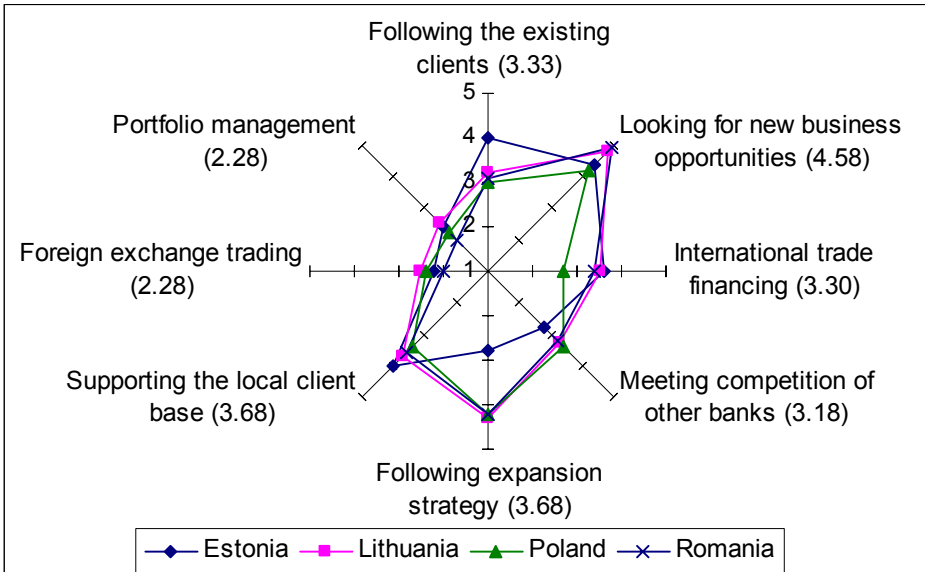 Following the existing
clients (3.33)
5
Portfolio management
(2.28)
4
Looking for new business
opportunities (4.58)
3
2
Foreign exchange trading
(2.28)
1
International trade
financing (3.30)
Supporting the local client
base (3.68)
Meeting competition of
other banks (3.18)
Following expansion
strategy (3.68)
Estonia Lithuania Poland Romania